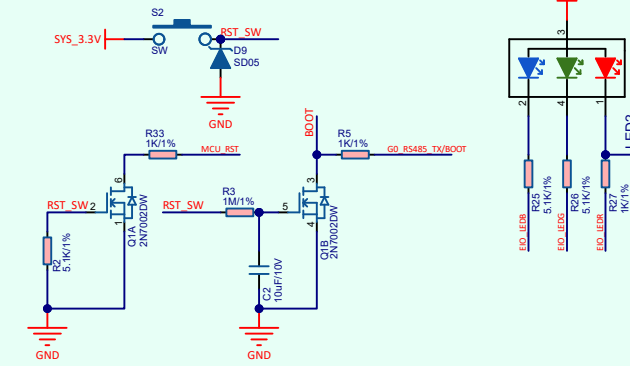 S2
SYS_3.3V
SW
RST_SW
D9
SD05
GND
3
2
4
1
LED2
R25
5.1K/1%
R26
5.1K/1%
R27
1K/1%
EIO_LEDB
EIO_LEDG
EIO_LEDR
R33
1K/1%
MCU_RST
6
RST_SW
2
1
Q1A
2N7002DW
R2
5.1K/1%
GND
BOOT
R5
1K/1%
G0_RS485_TX/BOOT
3
RST_SW
R3
1M/1%
5
4
Q1B
2N7002DW
C2
10uF/10V
GND